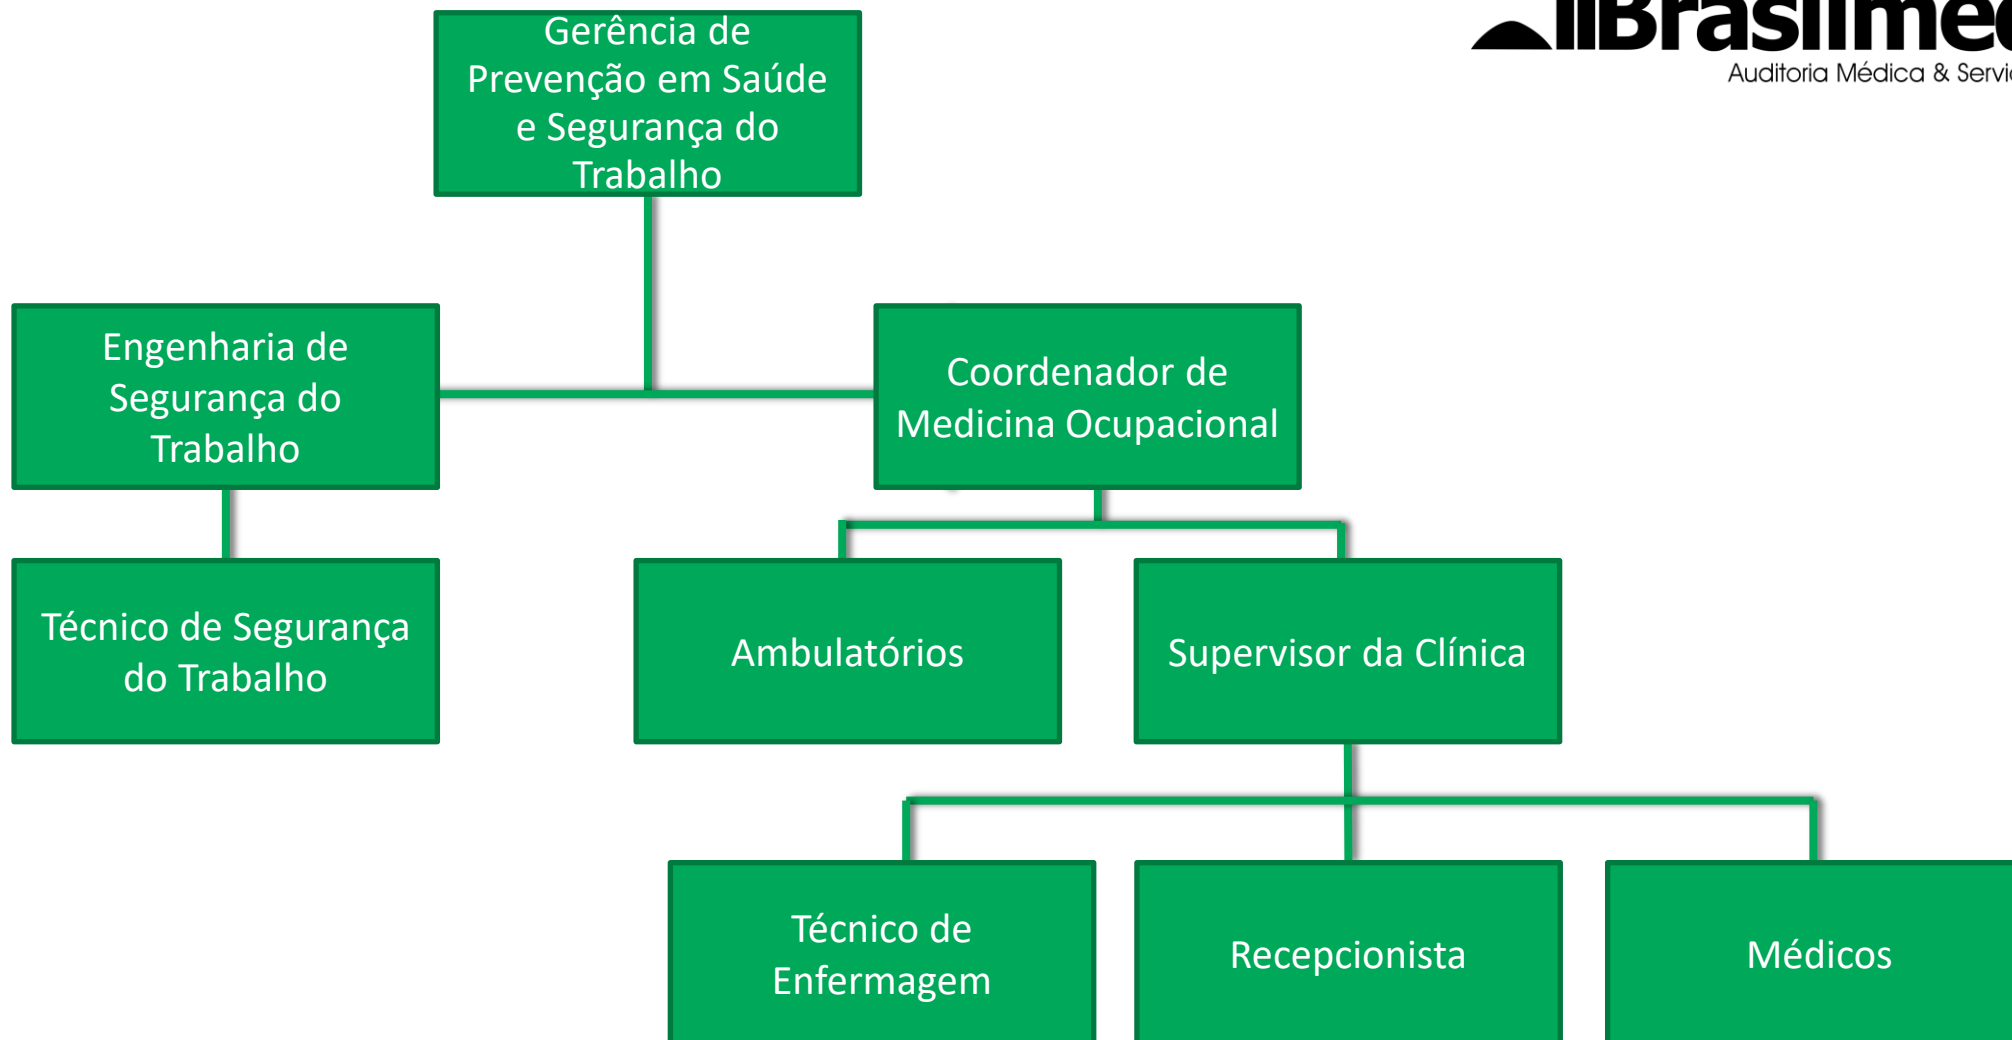 Gerência de
Prevenção em Saúde
e Segurança do
Trabalho
Brasilmed
Auditoria Médica & Servi
Engenharia de
Segurança do
Trabalho
Coordenador de
Medicina Ocupacional
Técnico de Segurança
do Trabalho
Ambulatórios
Supervisor da Clínica
Técnico de
Enfermagem
Recepcionista
Médicos